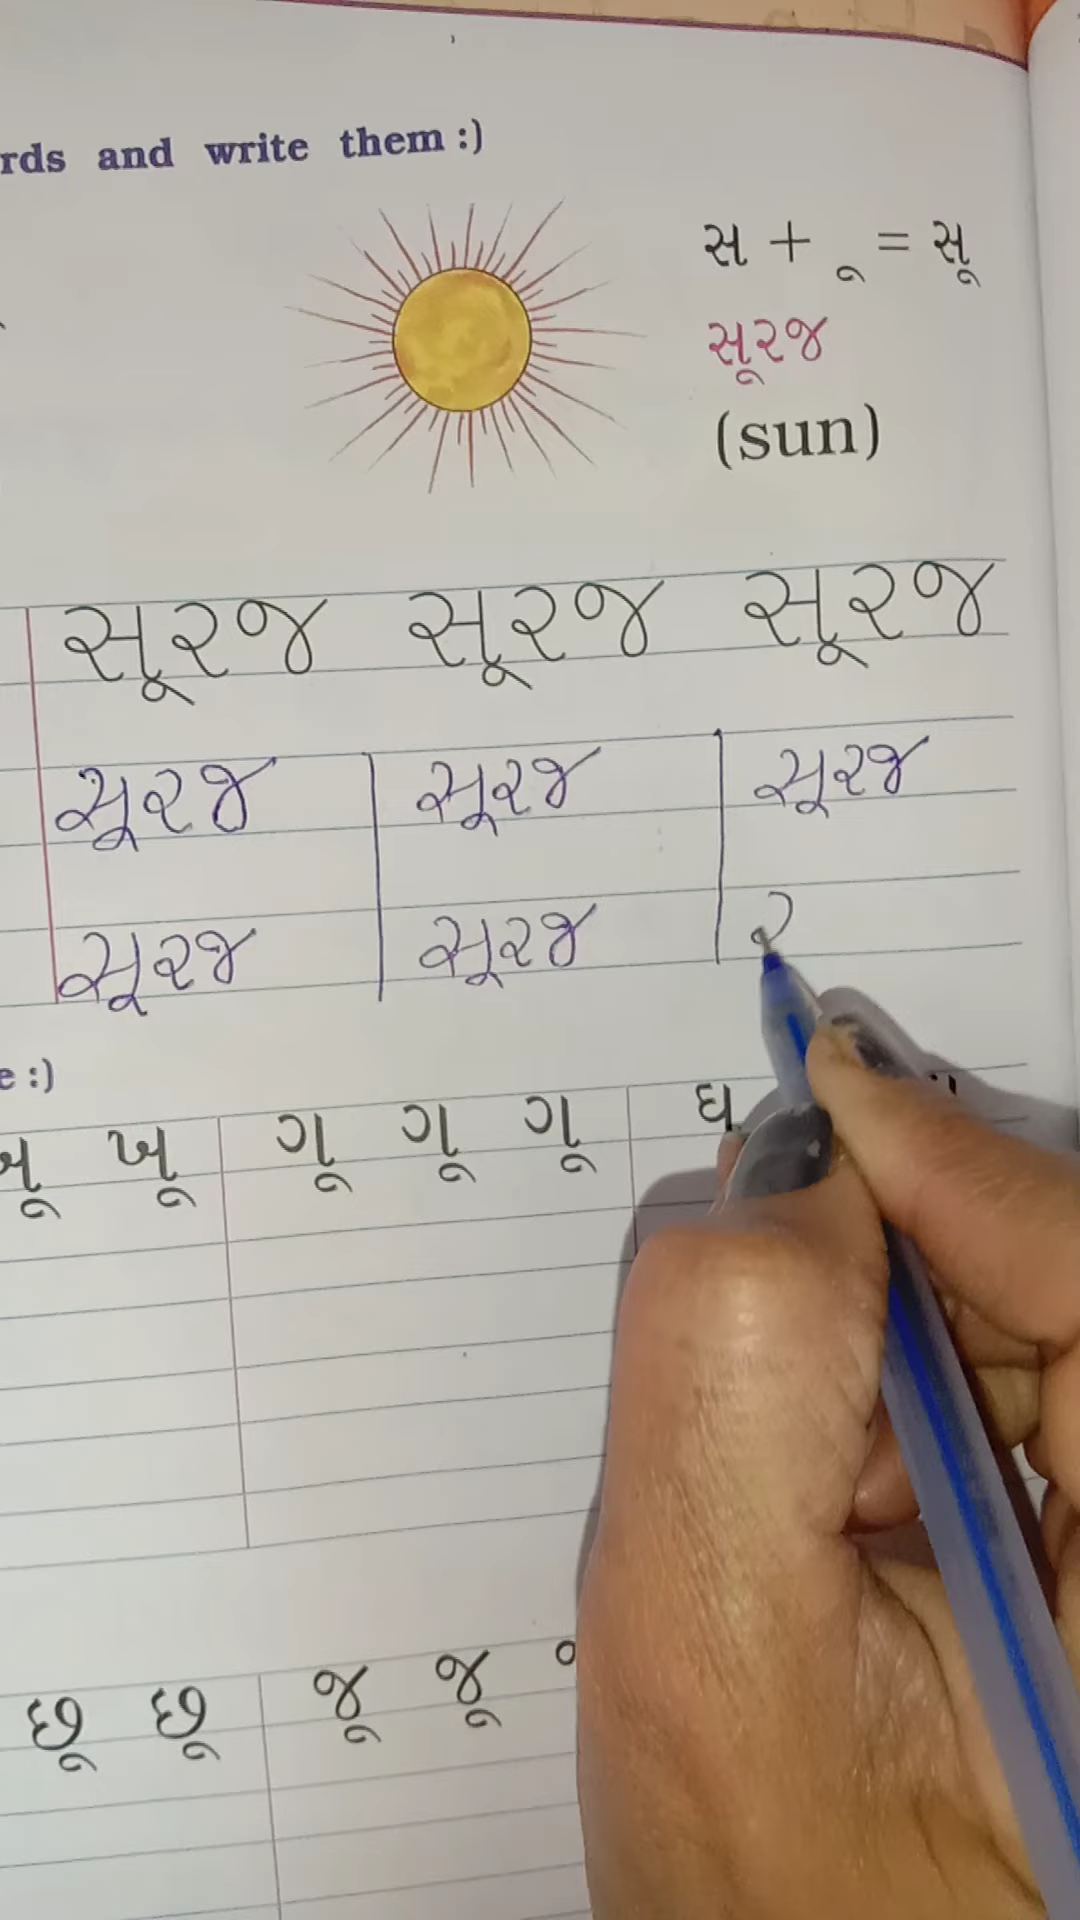 rds and write them :)
સ + ૂ = સૂ
સૂરજ
(sun)
સૂરજ સૂરજ સૂરજ
સૂરજ સૂરજ સૂરજ
સૂરજ સૂરજ
e :)
ખૂ ખૂ ગૂ ગૂ ગૂ ઘ
છૂ છૂ જૂ જૂ